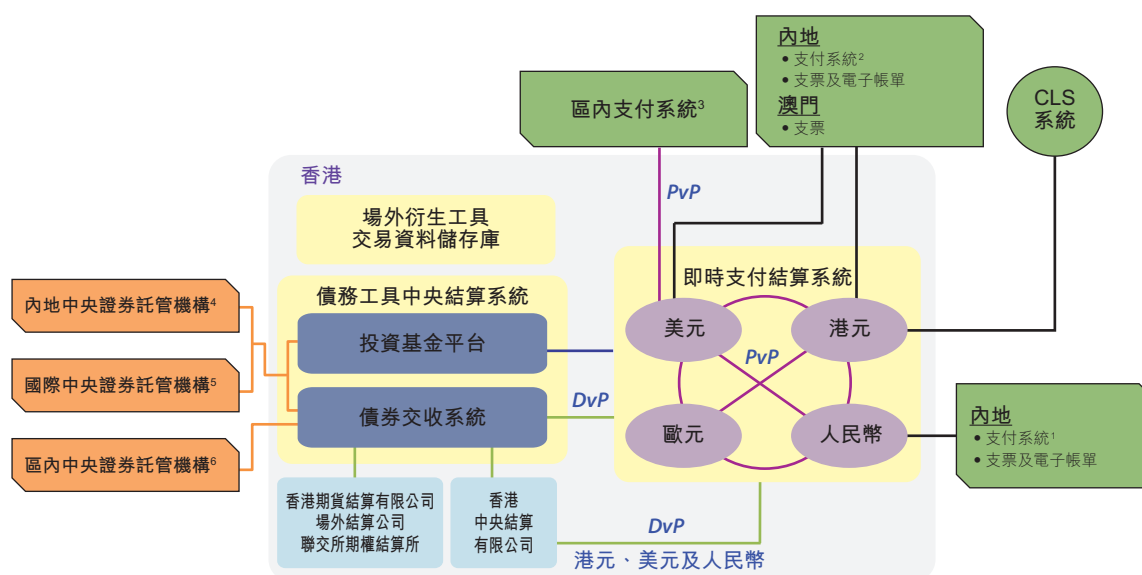 內地
• 支付系統²
• 支票及電子帳單
澳門
• 支票
區內支付系統³
CLS
系統
香港
PvP
場外衍生工具
交易資料儲存庫
即時支付結算系統
債務工具中央結算系統
內地中央證券託管機構⁴
投資基金平台
美元
港元
PvP
國際中央證券託管機構⁵
DvP
債券交收系統
歐元
人民幣
內地
• 支付系統¹
• 支票及電子帳單
區內中央證券託管機構⁶
香港期貨結算有限公司
場外結算公司
聯交所期權結算所
香港
中央結算
有限公司
DvP
港元、美元及人民幣